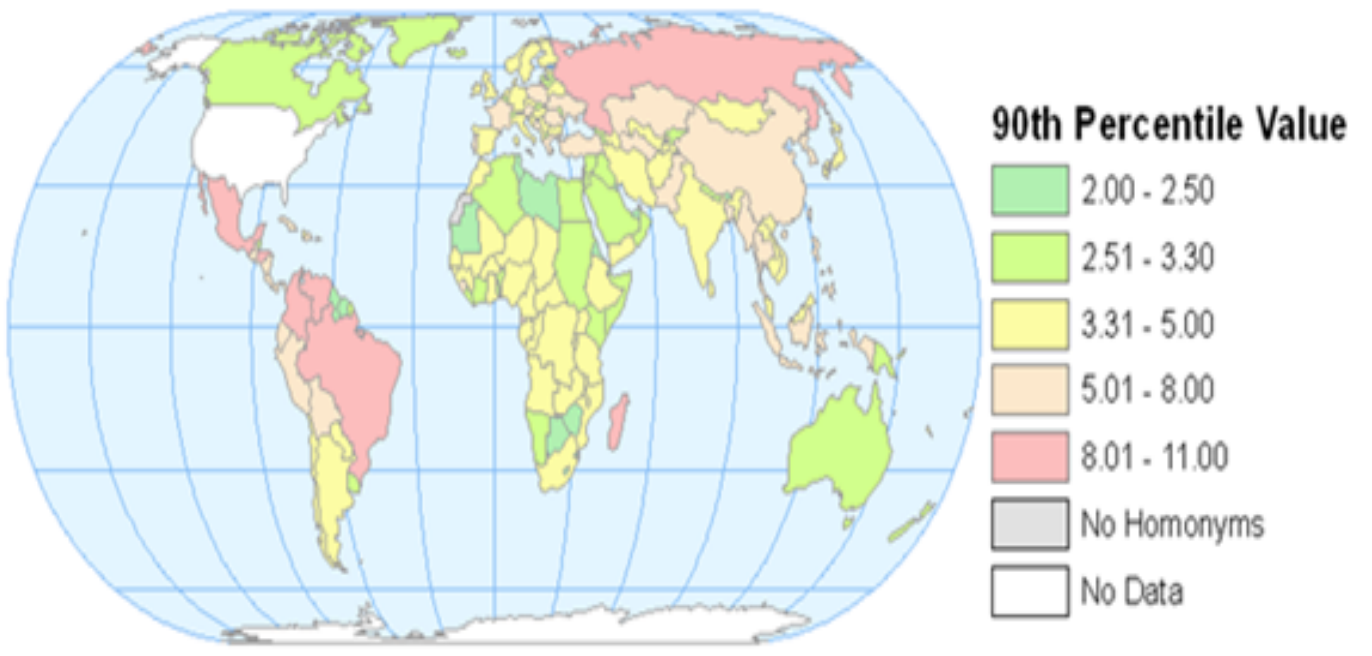 90th Percentile Value
2.00 - 2.50
2.51 - 3.30
3.31 - 5.00
5.01 - 8.00
8.01 - 11.00
No Homonyms
No Data